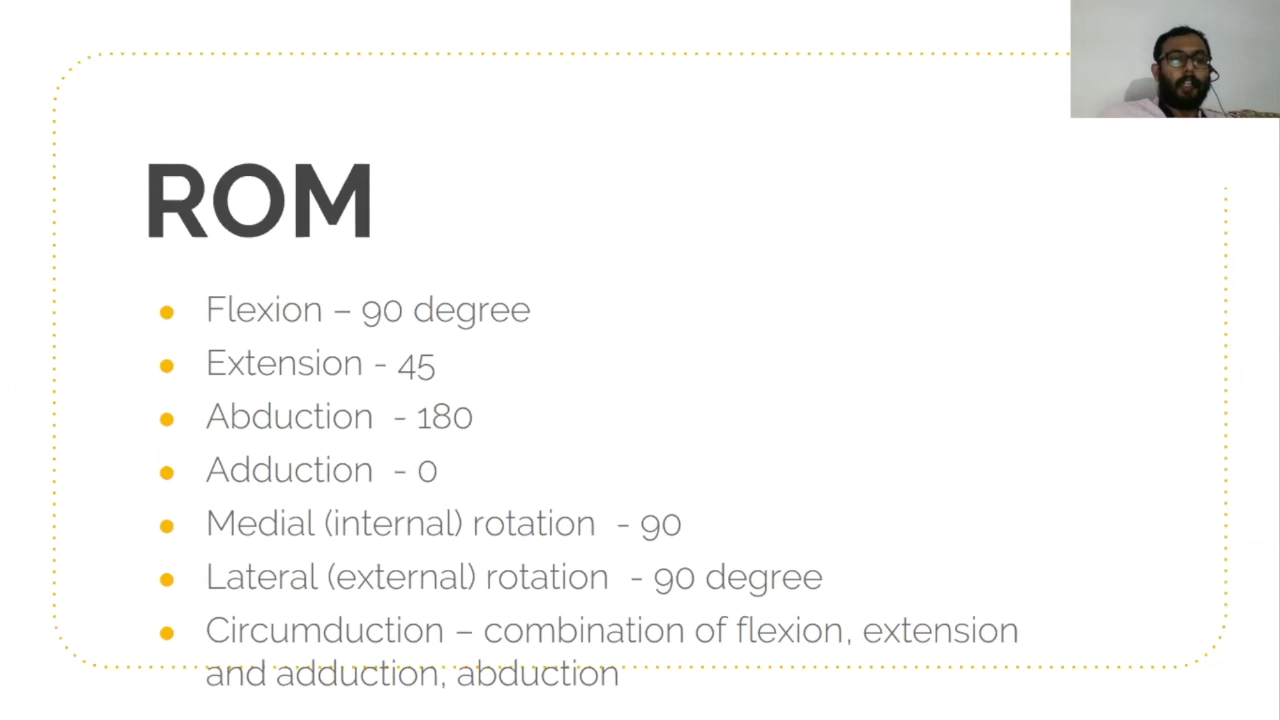 ROM
Flexion – 90 degree
Extension - 45
Abduction - 180
Adduction - 0
Medial (internal) rotation - 90
Lateral (external) rotation - 90 degree
Circumduction – combination of flexion, extension
and adduction, abduction